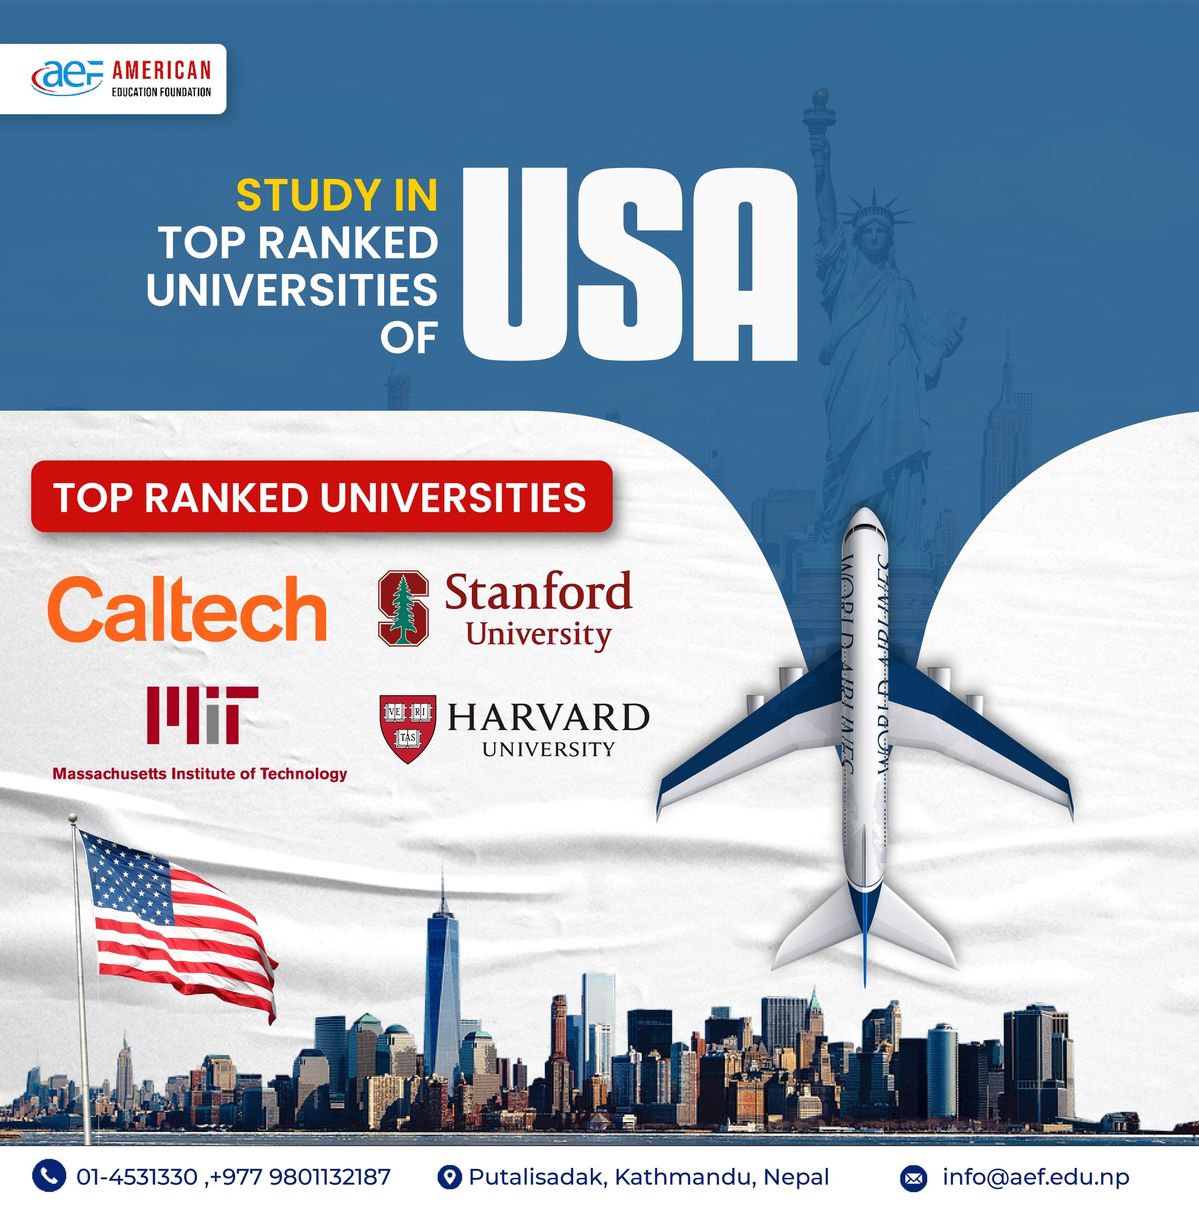 aef AMERICAN
EDUCATION FOUNDATION
STUDY IN
TOP RANKED
UNIVERSITIES
OF
USA
TOP RANKED UNIVERSITIES
Caltech
Stanford
University
MIT
Massachusetts Institute of Technology
VE RI
TAS
HARVARD
UNIVERSITY
WORLD AIRLINES
WORLD AIRLINES
01-4531330 ,+977 9801132187
Putalisadak, Kathmandu, Nepal
info@aef.edu.np